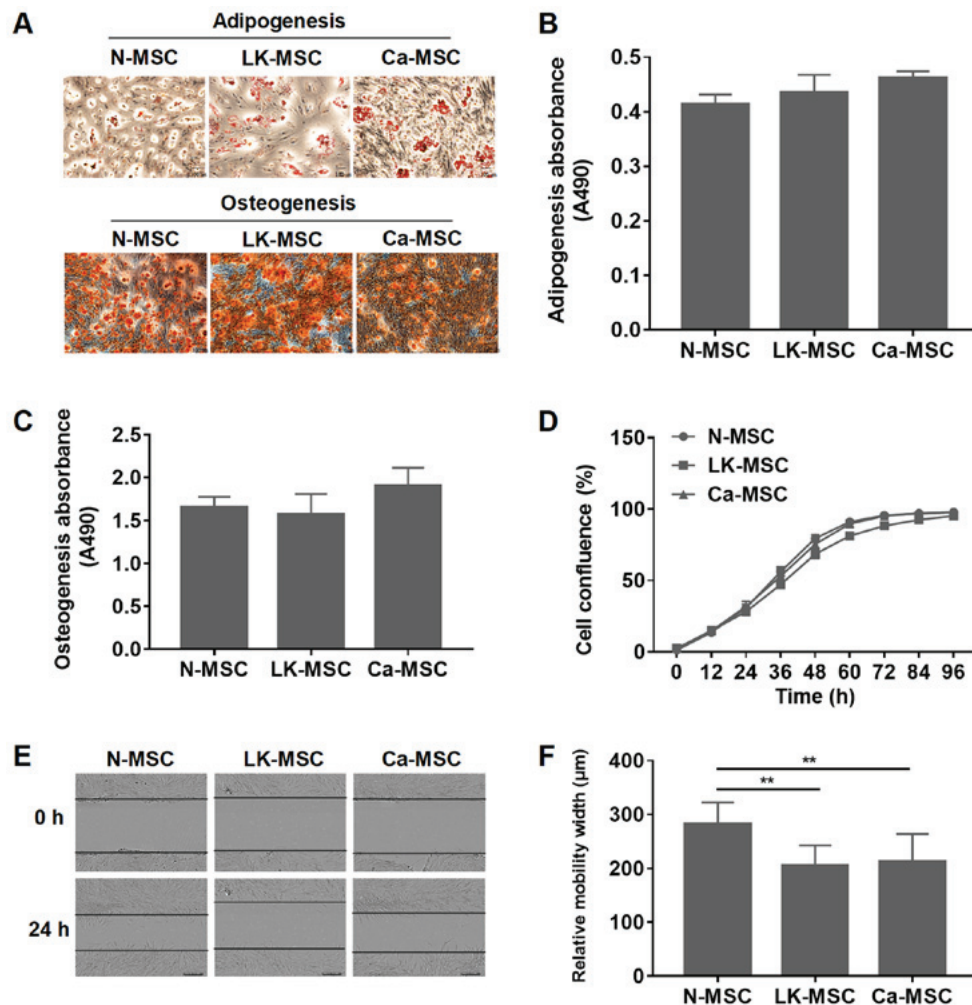 A
Adipogenesis
N-MSC LK-MSC Ca-MSC
Osteogenesis
N-MSC LK-MSC Ca-MSC
B
Adipogenesis absorbance
(A490)
0.5
0.4
0.3
0.2
0.1
0.0
N-MSC LK-MSC Ca-MSC
C
Osteogenesis absorbance
(A490)
2.5
2.0
1.5
1.0
0.5
0.0
N-MSC LK-MSC Ca-MSC
D
Cell confluence (%)
150
100
50
0
N-MSC
LK-MSC
Ca-MSC
0 12 24 36 48 60 72 84 96
Time (h)
E
N-MSC LK-MSC Ca-MSC
0 h
24 h
F
Relative mobility width (μm)
400
300
200
100
0
**
**
N-MSC LK-MSC Ca-MSC